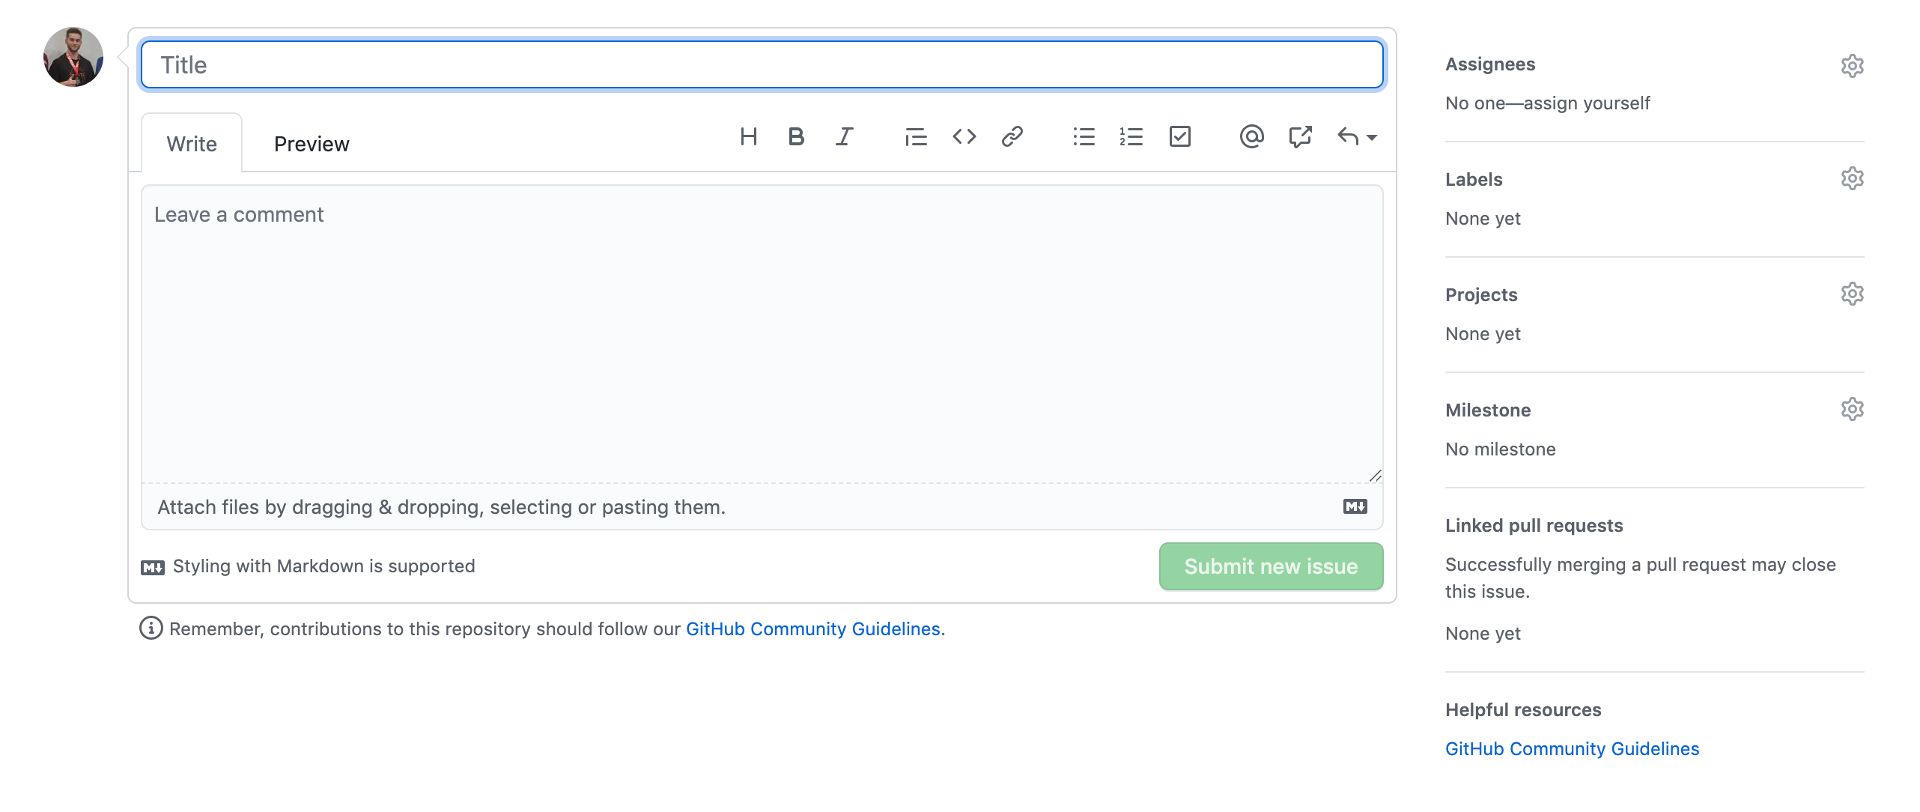 Title
Write
Preview
Leave a comment
Attach files by dragging & dropping, selecting or pasting them.
Styling with Markdown is supported
Submit new issue
Remember, contributions to this repository should follow our GitHub Community Guidelines.
Assignees
No one—assign yourself
Labels
None yet
Projects
None yet
Milestone
No milestone
Linked pull requests
Successfully merging a pull request may close
this issue.
None yet
Helpful resources
GitHub Community Guidelines